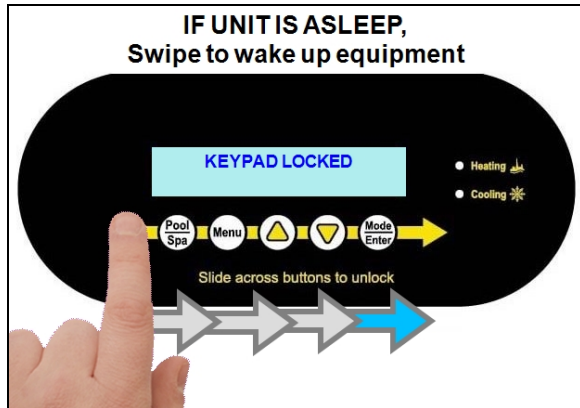 IF UNIT IS ASLEEP,
Swipe to wake up equipment
KEYPAD LOCKED
Heating
Cooling
Pool
Spa
Menu
Mode
Enter
Slide across buttons to unlock